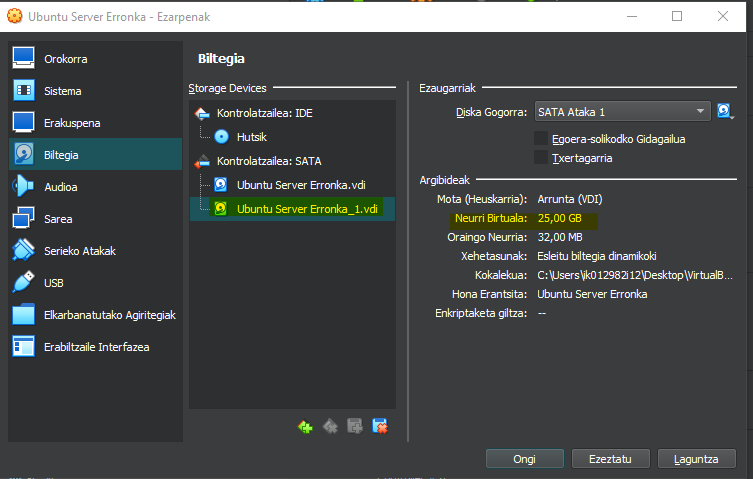 Ubuntu Server Erronka - Ezarpenak
Orokorra
Sistema
Erakuspena
Biltegia
Audioa
Sarea
Serieko Atakak
USB
Elkarbanatutako Agiritegiak
Erabiltzaile Interfazea
Biltegia
Storage Devices
Kontrolatzailea: IDE
Hutsik
Kontrolatzailea: SATA
Ubuntu Server Erronka.vdi
Ubuntu Server Erronka_1.vdi
Ezaugarriak
Diska Gogorra: SATA Ataka 1
Egoera-solikodko Gidagailua
Txertagarria
Argibideak
Mota (Heuskarria): Arrunta (VDI)
Neurri Birtuala: 25,00 GB
Oraingo Neurria: 32,00 MB
Xehetasunak: Esleitu biltegia dinamikoki
Kokalekua: C:\Users\ik012982i12\Desktop\VirtualB...
Hona Erantsita: Ubuntu Server Erronka
Enkriptaketa giltza: --
Ongi
Ezeztatu
Laguntza